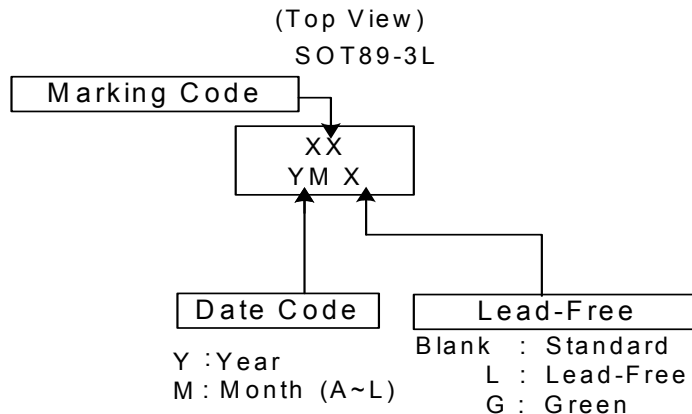 (Top View)
SOT89-3L
Marking Code
XX
YM X
Date Code
Y : Year
M : Month (A~L)
Lead-Free
Blank : Standard
L : Lead-Free
G : Green